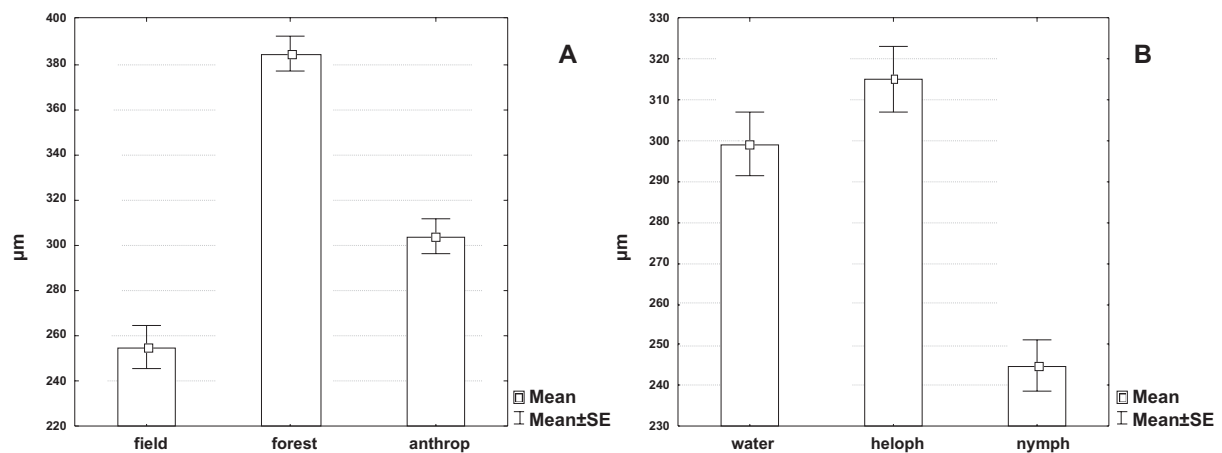 A
µm
400
380
360
340
320
300
280
260
240
220
field forest anthrop
Mean
Mean±SE
B
µm
330
320
310
300
290
280
270
260
250
240
230
water heloph nymph
Mean
Mean±SE